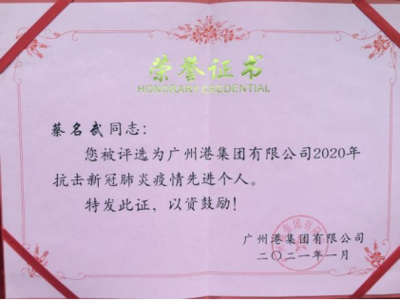 荣誉证书
HONORARY CREDENTIAL
蔡名武同志：
您被评选为广州港集团有限公司2020年
抗击新冠肺炎疫情先进个人。
特发此证，以资鼓励！
广州港集团有限公司
二〇二一年一月